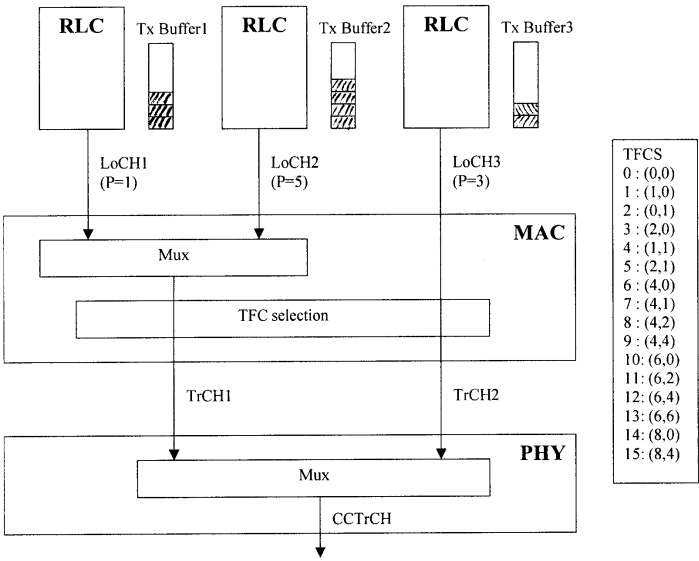 RLC
Tx Buffer1
RLC
Tx Buffer2
RLC
Tx Buffer3
LoCH1
(P=1)
LoCH2
(P=5)
LoCH3
(P=3)
MAC
Mux
TFC selection
TrCH1
TrCH2
PHY
Mux
CCTrCH
TFCS
0 : (0,0)
1 : (1,0)
2 : (0,1)
3 : (2,0)
4 : (1,1)
5 : (2,1)
6 : (4,0)
7 : (4,1)
8 : (4,2)
9 : (4,4)
10: (6,0)
11: (6,2)
12: (6,4)
13: (6,6)
14: (8,0)
15: (8,4)